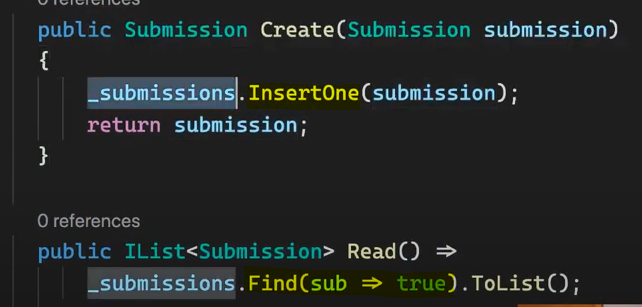 0 references
public Submission Create(Submission submission)
{
_submissions.InsertOne(submission);
return submission;
}
0 references
public IList<Submission> Read() =>
_submissions.Find(sub => true).ToList();